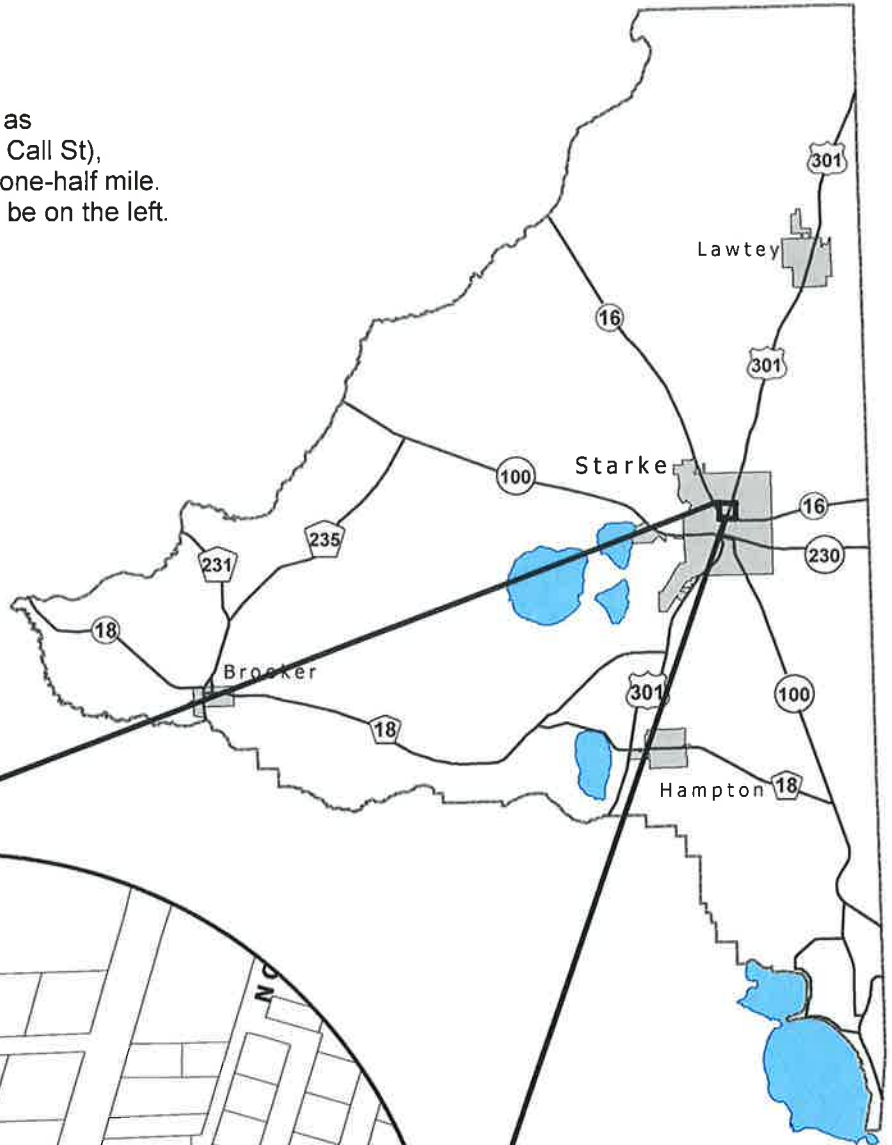 as
Call St),
one-half mile.
be on the left.
301
Lawtey
16
301
Starke
100
16
235
231
230
18
Brooker
301
100
18
Hampton
18
NO